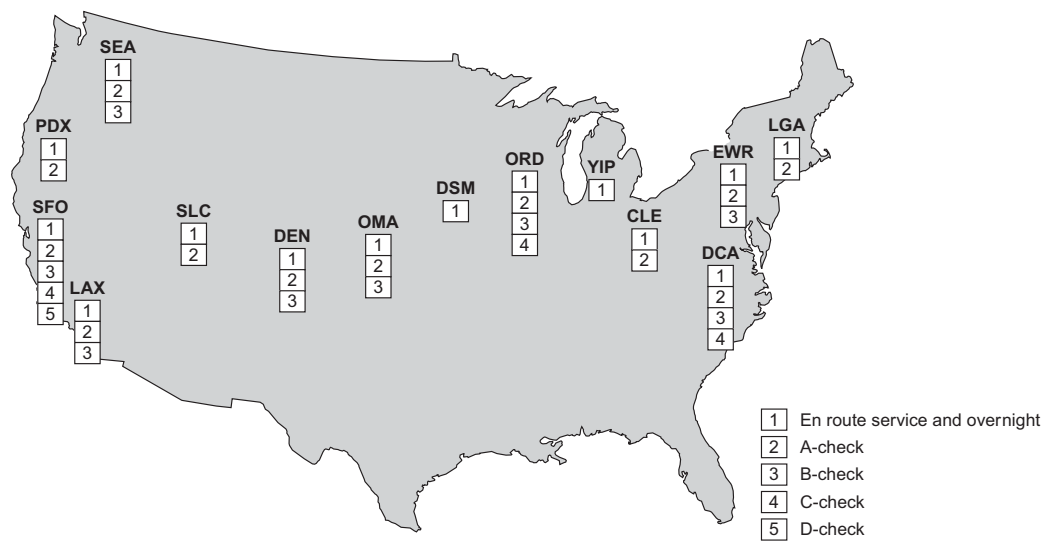 SEA
1
2
3
PDX
1
2
SFO
1
2
3
4
5
LAX
1
2
3
SLC
1
2
DEN
1
2
3
OMA
1
2
3
DSM
1
ORD
1
2
3
4
YIP
1
CLE
1
2
EWR
1
2
3
LGA
1
2
DCA
1
2
3
4
1 En route service and overnight
2 A-check
3 B-check
4 C-check
5 D-check